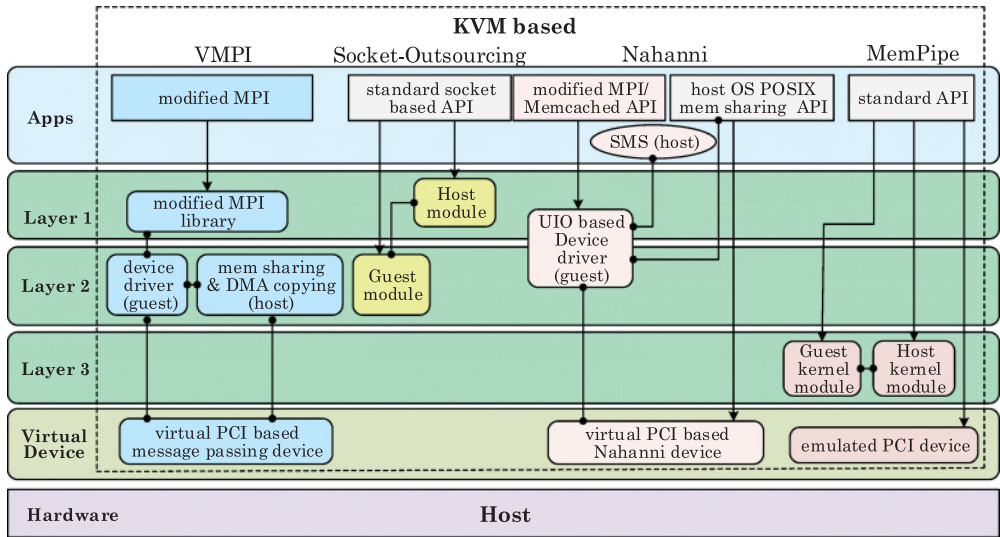 KVM based
VMPI
Socket-Outsourcing
Nahanni
MemPipe
Apps
modified MPI
standard socket
based API
modified MPI/
Memcached API
host OS POSIX
mem sharing API
standard API
SMS (host)
Layer 1
modified MPI
library
Host
module
UIO based
Device
driver
(guest)
Layer 2
device
driver
(guest)
mem sharing
& DMA copying
(host)
Guest
module
Layer 3
Guest
kernel
module
Host
kernel
module
Virtual
Device
virtual PCI based
message passing device
virtual PCI based
Nahanni device
emulated PCI device
Hardware
Host